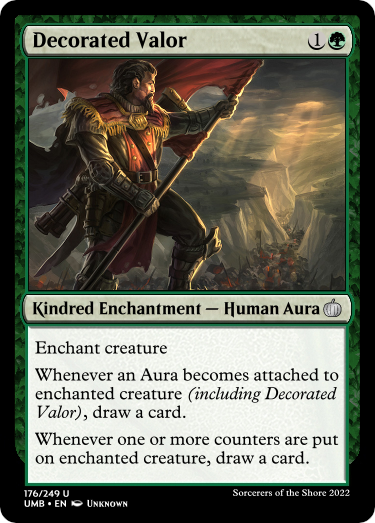 Decorated Valor 1
Kindred Enchantment — Human Aura
Enchant creature
Whenever an Aura becomes attached to
enchanted creature (including Decorated
Valor), draw a card.
Whenever one or more counters are put
on enchanted creature, draw a card.
176/249 U
Sorcerers of the Shore 2022
UMB • EN Unknown